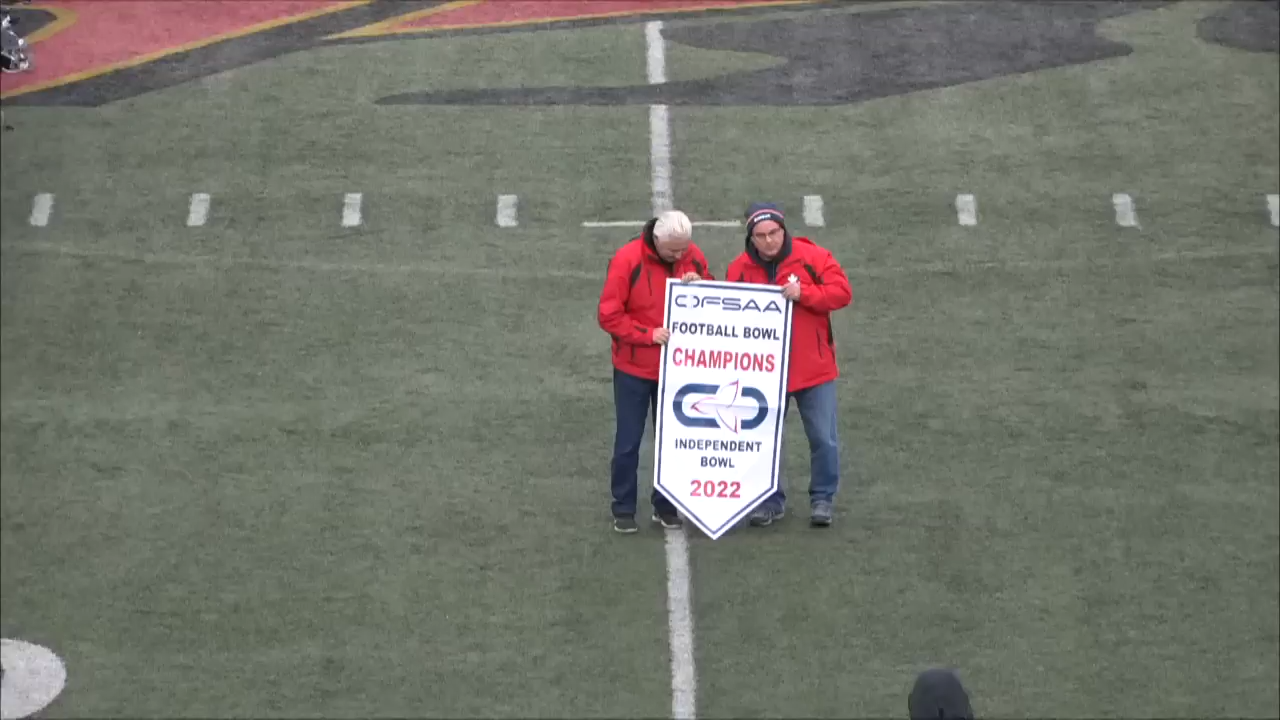 OFSAA
FOOTBALL BOWL
CHAMPIONS
INDEPENDENT
BOWL
2022